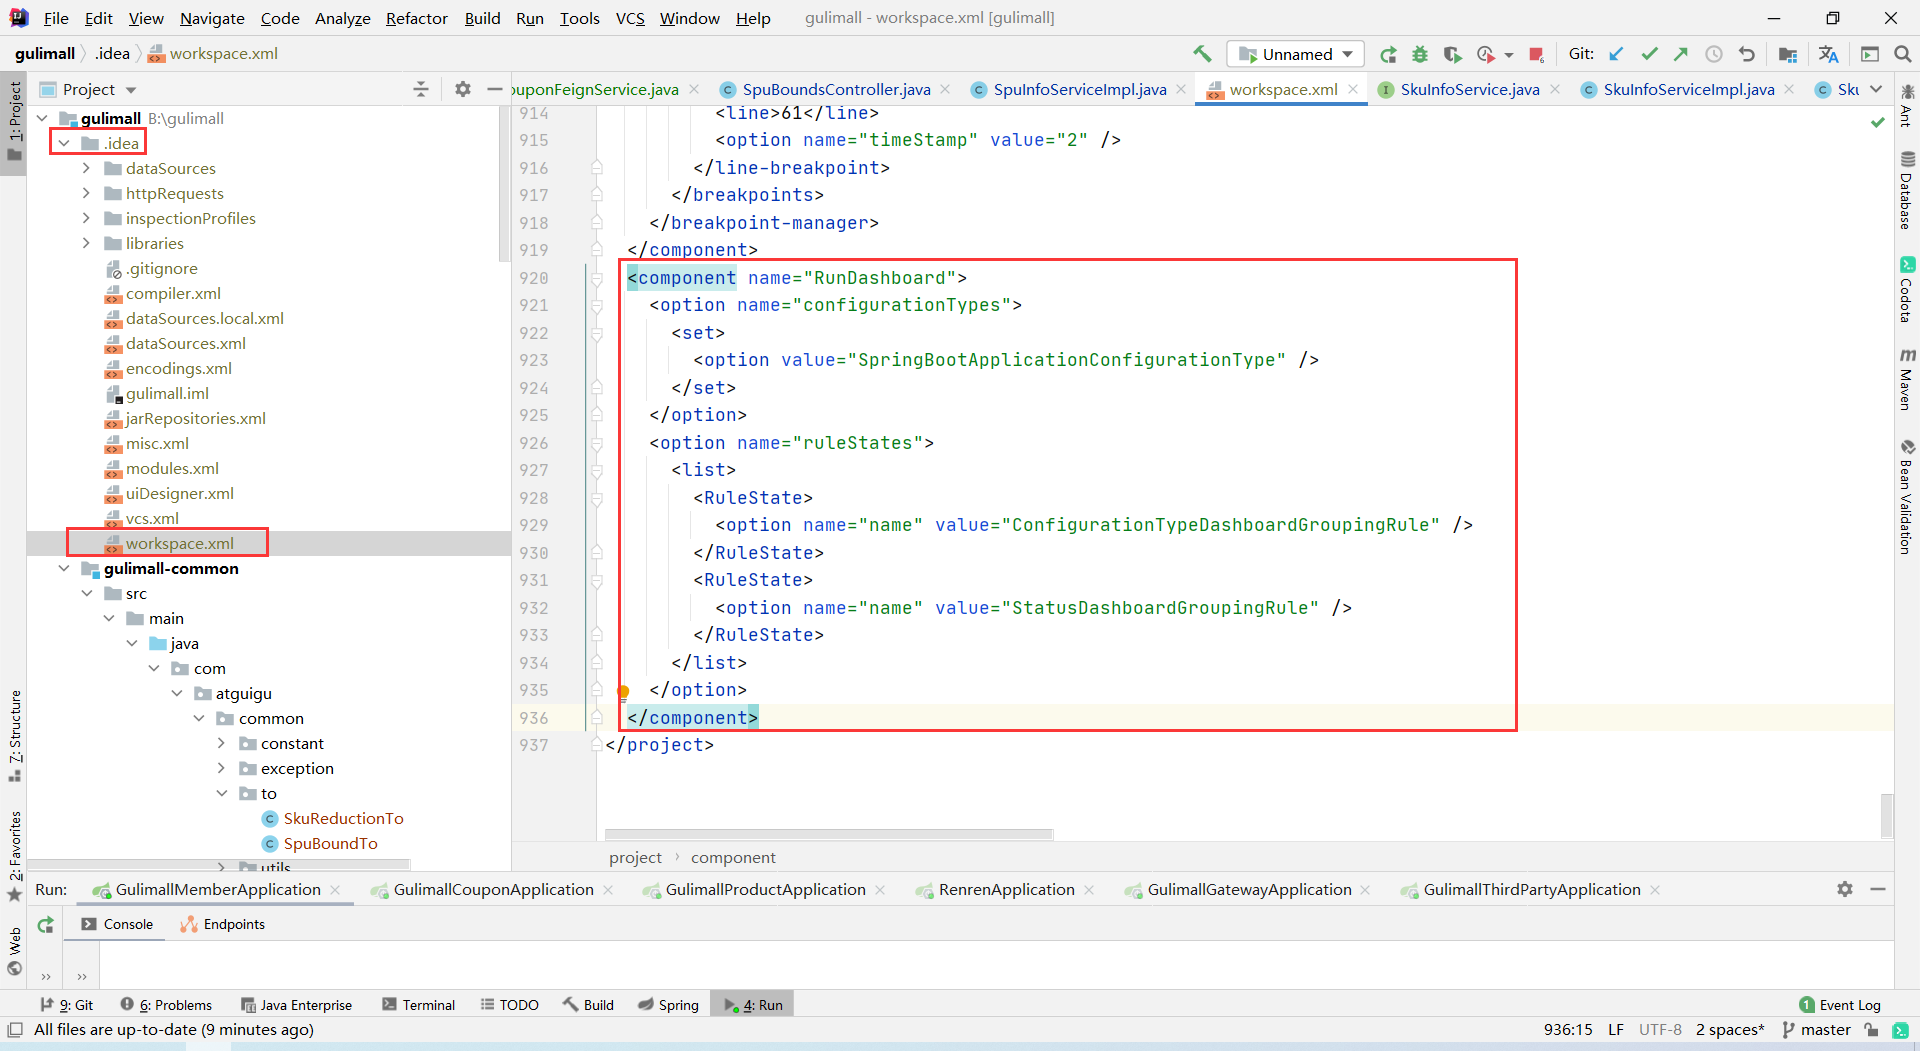 File Edit View Navigate Code Analyze Refactor Build Run Tools VCS Window Help gulimall - workspace.xml [gulimall]
gulimall .idea workspace.xml Unnamed Git:
Project
ouponFeignService.java SpuBoundsController.java SpuInfoServiceImpl.java workspace.xml SkuInfoService.java SkuInfoServiceImpl.java Sku
1: Project
7: Structure
2: Favorites
Web
gulimall B:\gulimall
.idea
dataSources
httpRequests
inspectionProfiles
libraries
.gitignore
compiler.xml
dataSources.local.xml
dataSources.xml
encodings.xml
gulimall.iml
jarRepositories.xml
misc.xml
modules.xml
uiDesigner.xml
vcs.xml
workspace.xml
gulimall-common
src
main
java
com
atguigu
common
constant
exception
to
SkuReductionTo
SpuBoundTo
utils
914 <line>61</line>
915 <option name="timeStamp" value="2" />
916 </line-breakpoint>
917 </breakpoints>
918 </breakpoint-manager>
919 </component>
920 <component name="RunDashboard">
921 <option name="configurationTypes">
922 <set>
923 <option value="SpringBootApplicationConfigurationType" />
924 </set>
925 </option>
926 <option name="ruleStates">
927 <list>
928 <RuleState>
929 <option name="name" value="ConfigurationTypeDashboardGroupingRule" />
930 </RuleState>
931 <RuleState>
932 <option name="name" value="StatusDashboardGroupingRule" />
933 </RuleState>
934 </list>
935 </option>
936 </component>
937 </project>
project › component
Ant
Database
Codota
Maven
Bean Validation
Run: GulimallMemberApplication GulimallCouponApplication GulimallProductApplication RenrenApplication GulimallGatewayApplication GulimallThirdPartyApplication
Console Endpoints
9: Git 6: Problems Java Enterprise Terminal TODO Build Spring 4: Run 1 Event Log
All files are up-to-date (9 minutes ago) 936:15 LF UTF-8 2 spaces* master